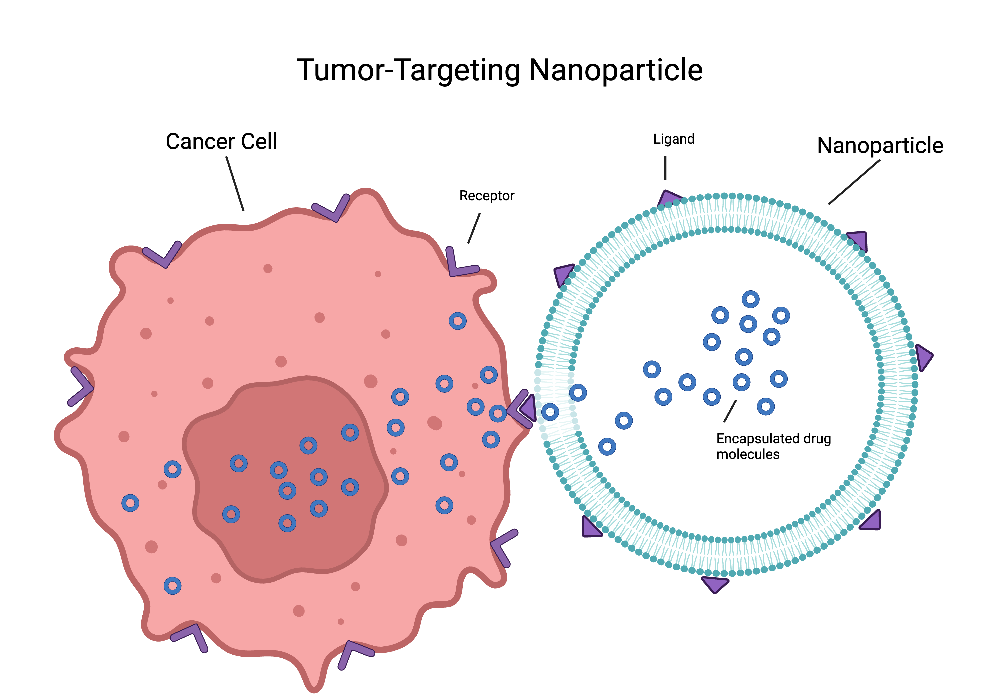 Tumor-Targeting Nanoparticle
Cancer Cell
Ligand
Nanoparticle
Receptor
Encapsulated drug
molecules